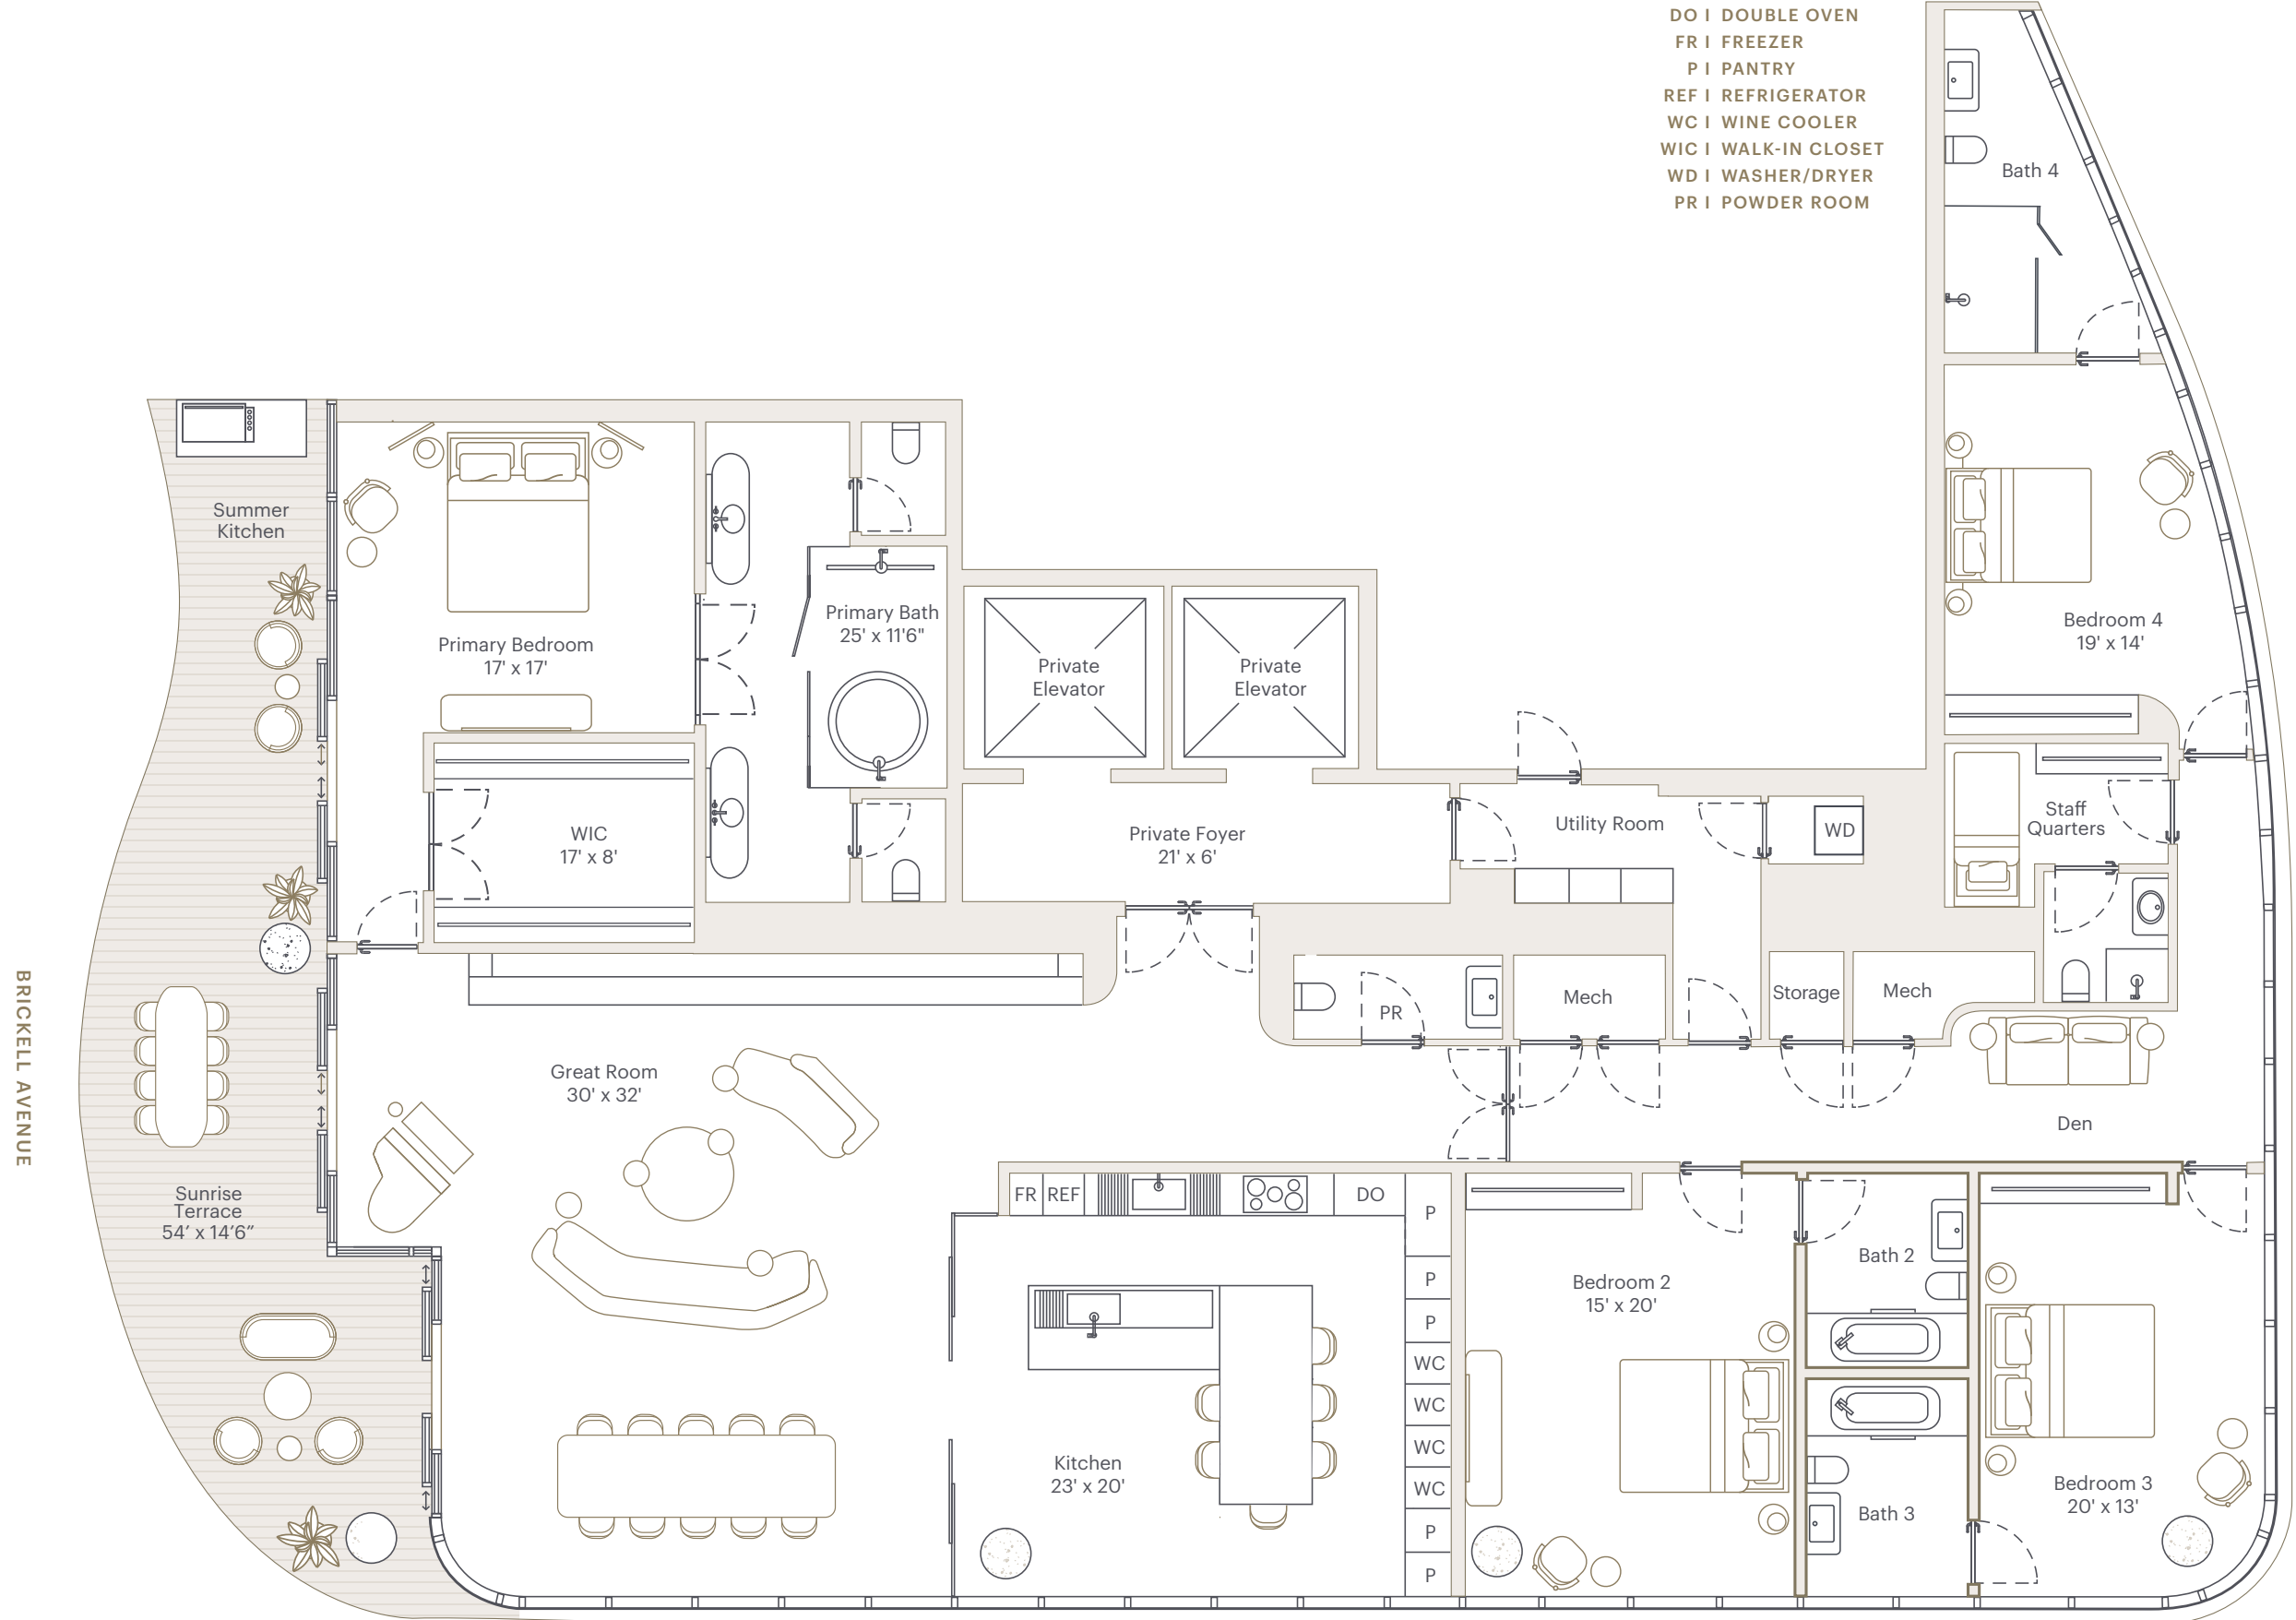 DO | DOUBLE OVEN
FR | FREEZER
P | PANTRY
REF | REFRIGERATOR
WC | WINE COOLER
WIC | WALK-IN CLOSET
WD | WASHER/DRYER
PR | POWDER ROOM
Bath 4
Summer
Kitchen
Primary Bedroom
17' x 17'
Primary Bath
25' x 11'6"
Private
Elevator
Private
Elevator
Bedroom 4
19' x 14'
WIC
17' x 8'
Private Foyer
21' x 6'
Utility Room
WD
Staff
Quarters
BRICKELL AVENUE
PR
Mech
Storage
Mech
Great Room
30' x 32'
Den
Sunrise
Terrace
54' x 14'6"
FR
REF
DO
P
P
P
WC
WC
WC
WC
P
P
Bedroom 2
15' x 20'
Bath 2
Kitchen
23' x 20'
Bath 3
Bedroom 3
20' x 13'